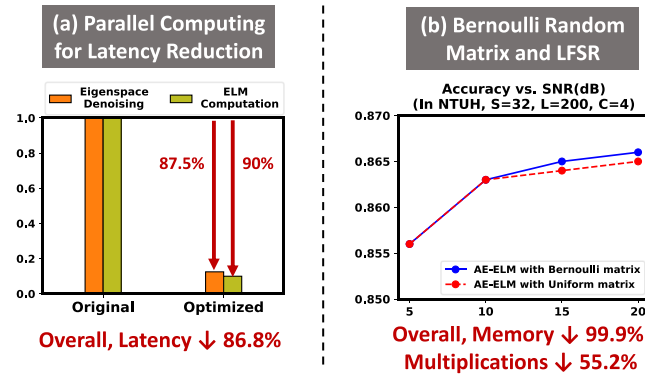 (a) Parallel Computing
for Latency Reduction
Eigenspace
Denoising
ELM
Computation
1.0
0.8
0.6
0.4
0.2
0.0
87.5%
90%
Original
Optimized
Overall, Latency ↓ 86.8%
(b) Bernoulli Random
Matrix and LFSR
Accuracy vs. SNR(dB)
(In NTUH, S=32, L=200, C=4)
0.870
0.865
0.860
0.855
0.850
AE-ELM with Bernoulli matrix
AE-ELM with Uniform matrix
5
10
15
20
Overall, Memory ↓ 99.9%
Multiplications ↓ 55.2%